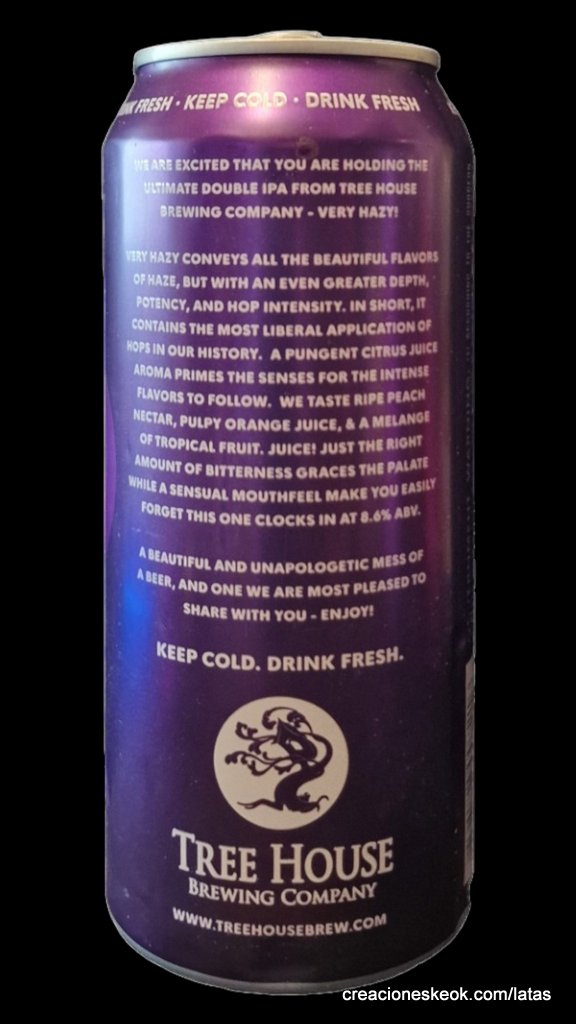 NK FRESH · KEEP COLD · DRINK FRESH
WE ARE EXCITED THAT YOU ARE HOLDING THE
ULTIMATE DOUBLE IPA FROM TREE HOUSE
BREWING COMPANY - VERY HAZY!
VERY HAZY CONVEYS ALL THE BEAUTIFUL FLAVORS
OF HAZE, BUT WITH AN EVEN GREATER DEPTH,
POTENCY, AND HOP INTENSITY. IN SHORT, IT
CONTAINS THE MOST LIBERAL APPLICATION OF
HOPS IN OUR HISTORY. A PUNGENT CITRUS JUICE
AROMA PRIMES THE SENSES FOR THE INTENSE
FLAVORS TO FOLLOW. WE TASTE RIPE PEACH
NECTAR, PULPY ORANGE JUICE, & A MELANGE
OF TROPICAL FRUIT. JUICE! JUST THE RIGHT
AMOUNT OF BITTERNESS GRACES THE PALATE
WHILE A SENSUAL MOUTHFEEL MAKE YOU EASILY
FORGET THIS ONE CLOCKS IN AT 8.6% ABV.
A BEAUTIFUL AND UNAPOLOGETIC MESS OF
A BEER, AND ONE WE ARE MOST PLEASED TO
SHARE WITH YOU - ENJOY!
KEEP COLD. DRINK FRESH.
TREE HOUSE
BREWING COMPANY
WWW.TREEHOUSEBREW.COM
creacioneskeok.com/latas